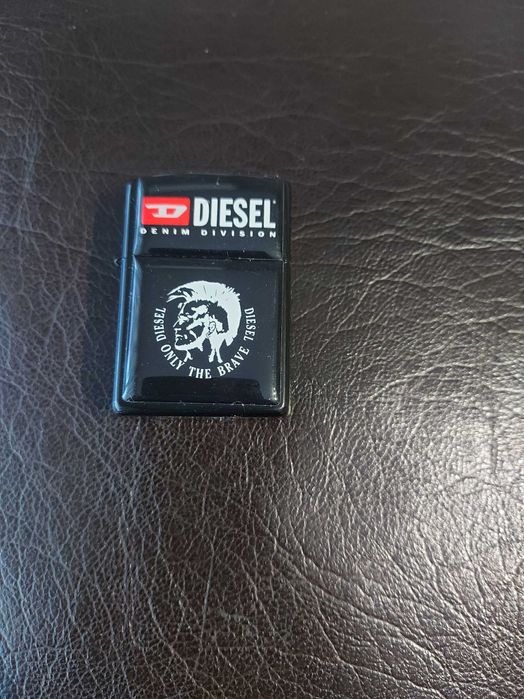 D DIESEL
DENIM DIVISION
DIESEL ONLY THE BRAVE DIESEL